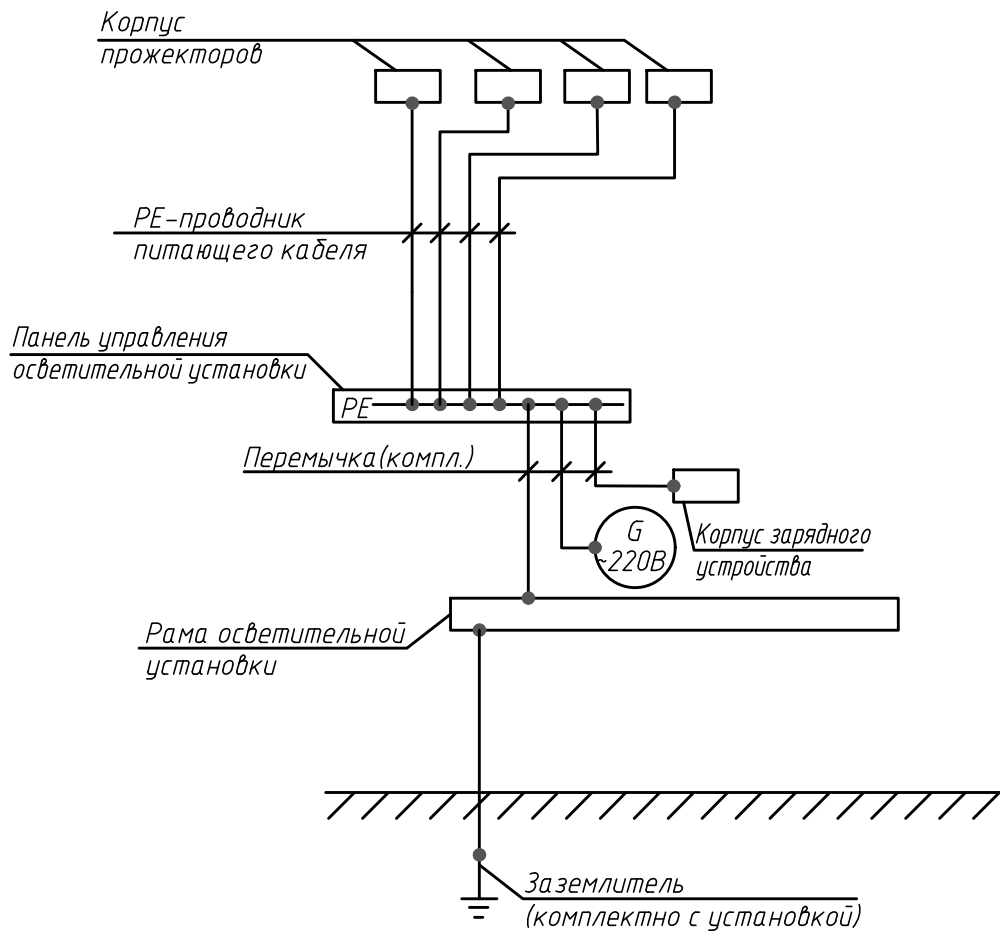 Корпус
прожекторов
PE-проводник
питающего кабеля
Панель управления
осветительной установки
PE
Перемычка(компл.)
G
~220В
Корпус зарядного
устройства
Рама осветительной
установки
Заземлитель
(комплектно с установкой)